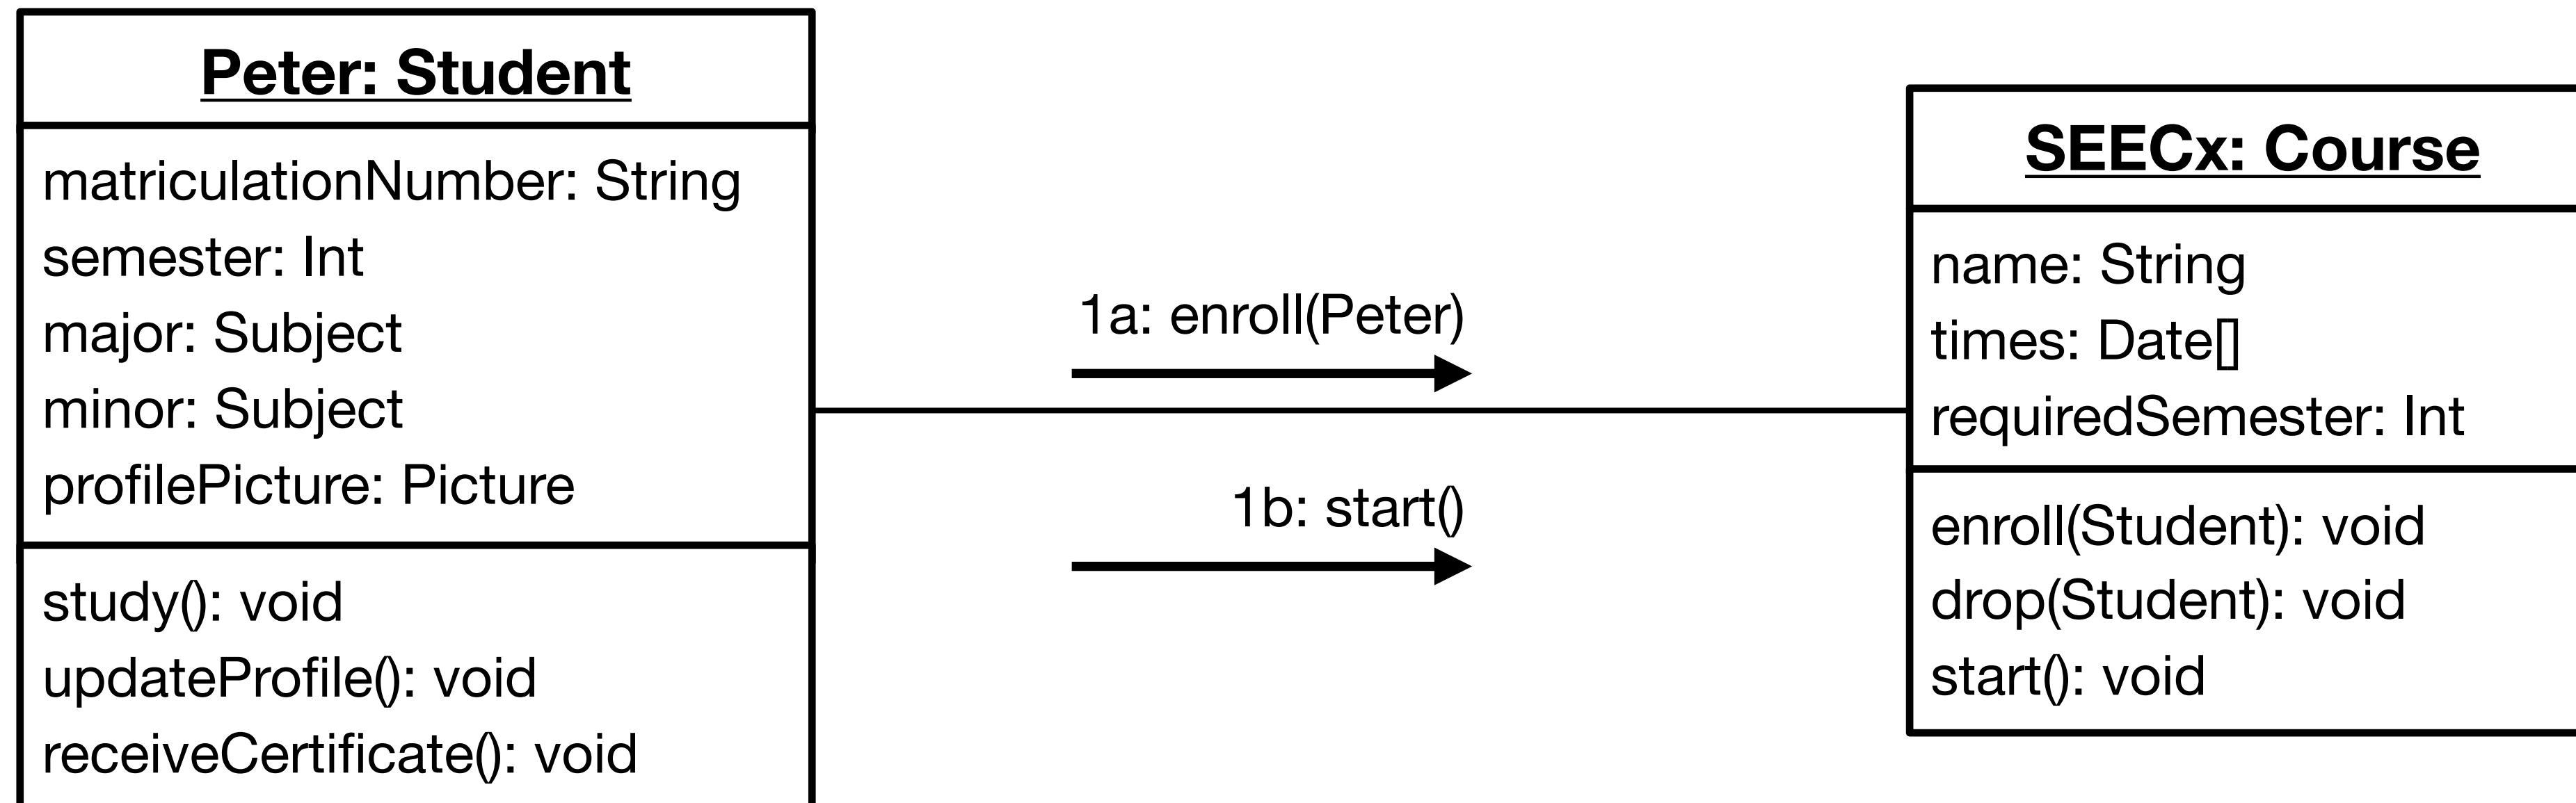 Peter: Student
matriculationNumber: String
semester: Int
major: Subject
minor: Subject
profilePicture: Picture
study(): void
updateProfile(): void
receiveCertificate(): void
1a: enroll(Peter)
1b: start()
SEECx: Course
name: String
times: Date[]
requiredSemester: Int
enroll(Student): void
drop(Student): void
start(): void